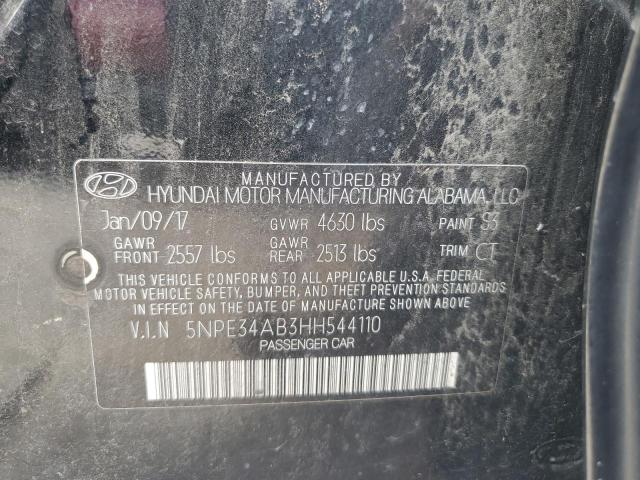 MANUFACTURED BY
HYUNDAI MOTOR MANUFACTURING ALABAMA, LLC
Jan/09/17 GVWR 4630 lbs PAINT S3
GAWR FRONT 2557 lbs GAWR REAR 2513 lbs TRIM CT
THIS VEHICLE CONFORMS TO ALL APPLICABLE U.S.A. FEDERAL
MOTOR VEHICLE SAFETY, BUMPER, AND THEFT PREVENTION
STANDARDS IN EFFECT ON THE DATE OF MANUFACTURE SHOWN ABOVE.
V.I.N 5NPE34AB3HH544110
PASSENGER CAR